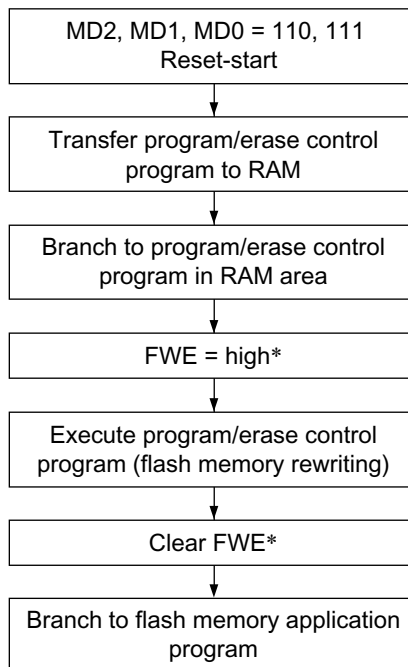 MD2, MD1, MD0 = 110, 111
Reset-start
Transfer program/erase control
program to RAM
Branch to program/erase control
program in RAM area
FWE = high*
Execute program/erase control
program (flash memory rewriting)
Clear FWE*
Branch to flash memory application
program